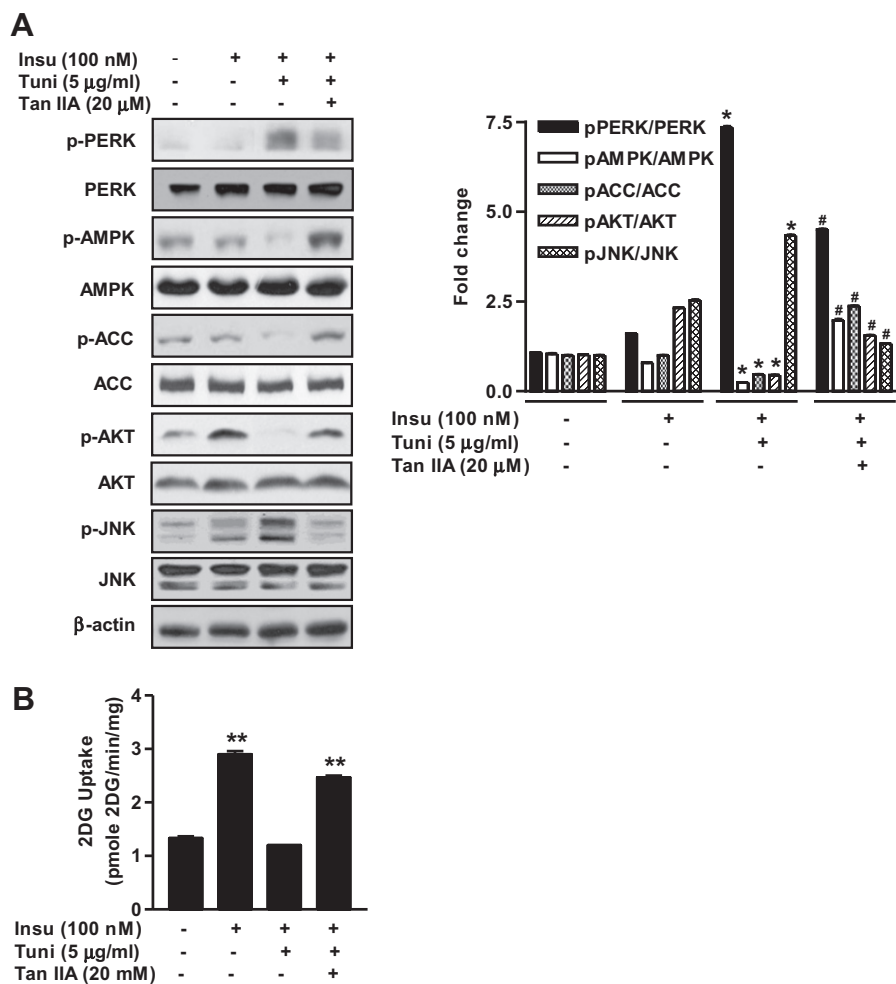 A
Insu (100 nM) - + + +
Tuni (5 μg/ml) - - + +
Tan IIA (20 μM) - - - +
p-PERK
PERK
p-AMPK
AMPK
p-ACC
ACC
p-AKT
AKT
p-JNK
JNK
β-actin
Fold change
7.5
5.0
2.5
0.0
pPERK/PERK
pAMPK/AMPK
pACC/ACC
pAKT/AKT
pJNK/JNK
* * * * *
# # # # #
Insu (100 nM) - + + +
Tuni (5 μg/ml) - - + +
Tan IIA (20 μM) - - - +
B
2DG Uptake
(pmole 2DG/min/mg)
4
3
2
1
0
** **
Insu (100 nM) - + + +
Tuni (5 μg/ml) - - + +
Tan IIA (20 mM) - - - +